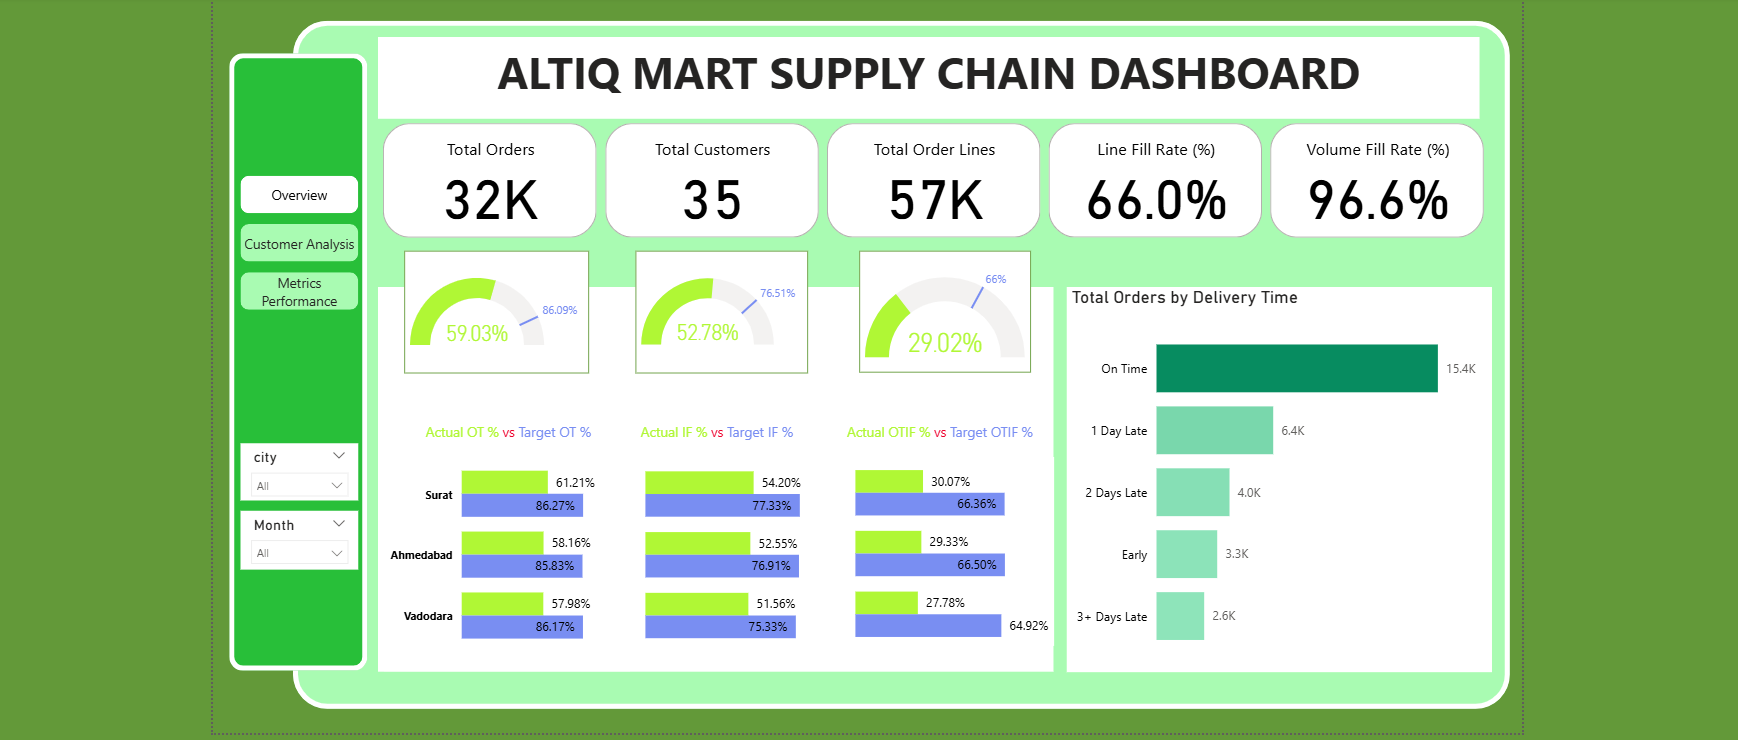 ALTIQ MART SUPPLY CHAIN DASHBOARD
Total Orders
32K
Total Customers
35
Total Order Lines
57K
Line Fill Rate (%)
66.0%
Volume Fill Rate (%)
96.6%
Overview
Customer Analysis
Metrics
Performance
city
All
Month
All
86.09%
59.03%
76.51%
52.78%
66%
29.02%
Actual OT % vs Target OT %
Actual IF % vs Target IF %
Actual OTIF % vs Target OTIF %
Surat
61.21%
86.27%
54.20%
77.33%
30.07%
66.36%
Ahmedabad
58.16%
85.83%
52.55%
76.91%
29.33%
66.50%
Vadodara
57.98%
86.17%
51.56%
75.33%
27.78%
64.92%
Total Orders by Delivery Time
On Time 15.4K
1 Day Late 6.4K
2 Days Late 4.0K
Early 3.3K
3+ Days Late 2.6K